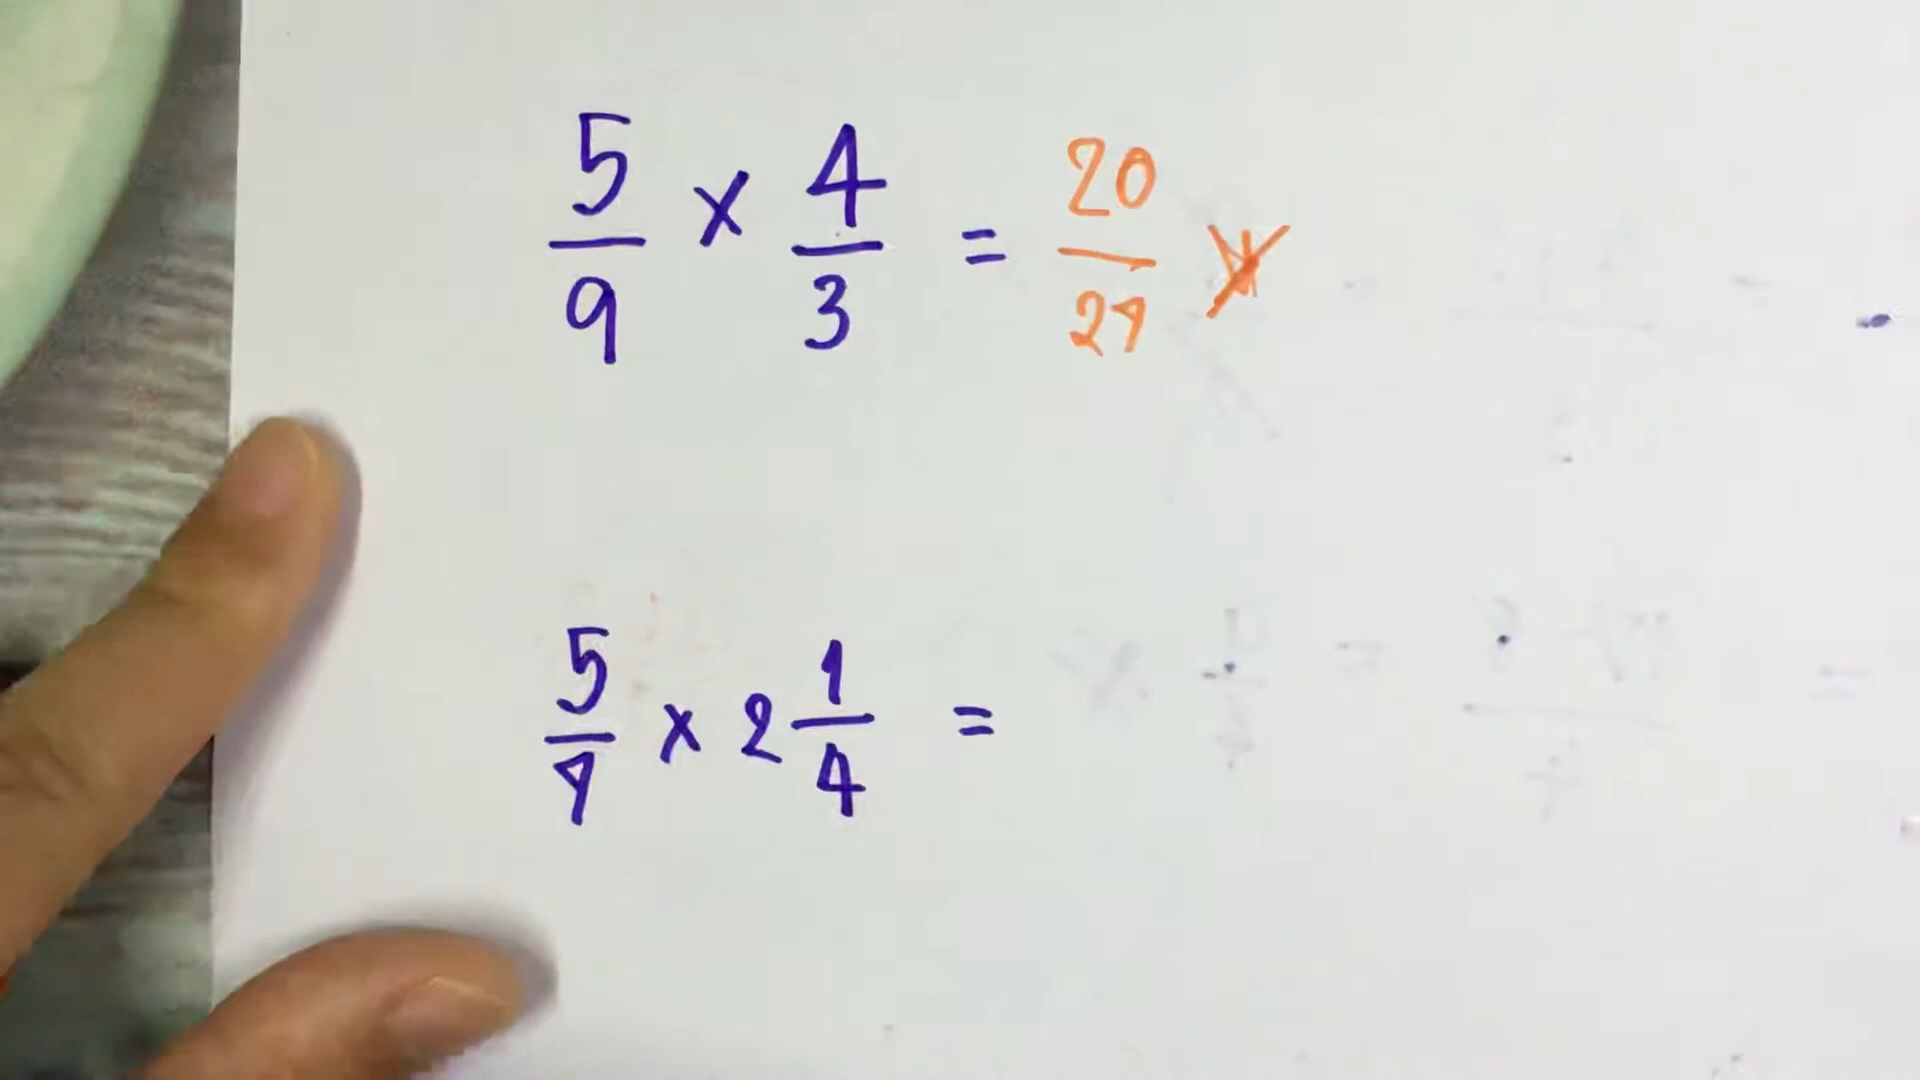 5/9 × 4/3 = 20/27
5/7 × 2 1/4 =